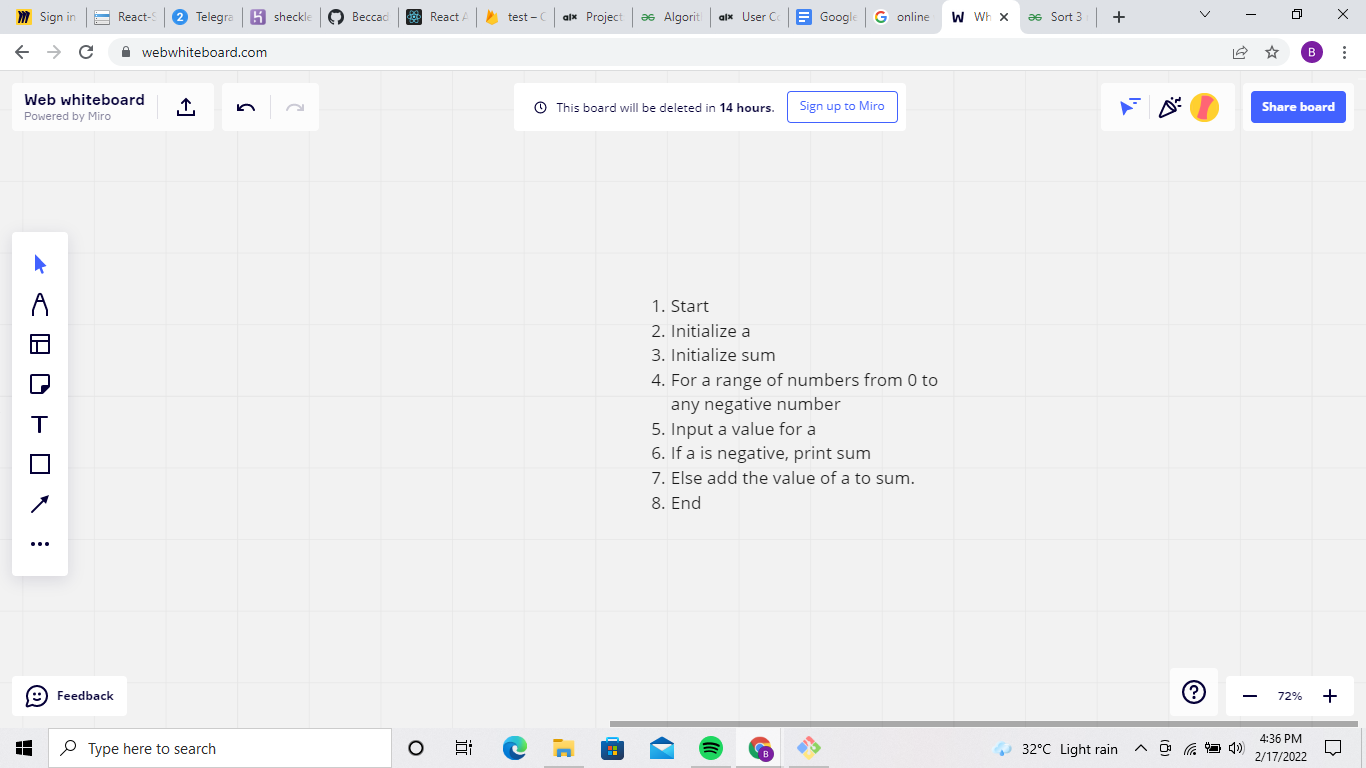 Sign in React-S Telegra sheckle Beccad React A test – C Project Algorit User Co Google online Wh Sort 3
webwhiteboard.com B
Web whiteboard
Powered by Miro
This board will be deleted in 14 hours. Sign up to Miro
Share board
1. Start
2. Initialize a
3. Initialize sum
4. For a range of numbers from 0 to
any negative number
5. Input a value for a
6. If a is negative, print sum
7. Else add the value of a to sum.
8. End
Feedback
72%
Type here to search
32°C Light rain
4:36 PM
2/17/2022